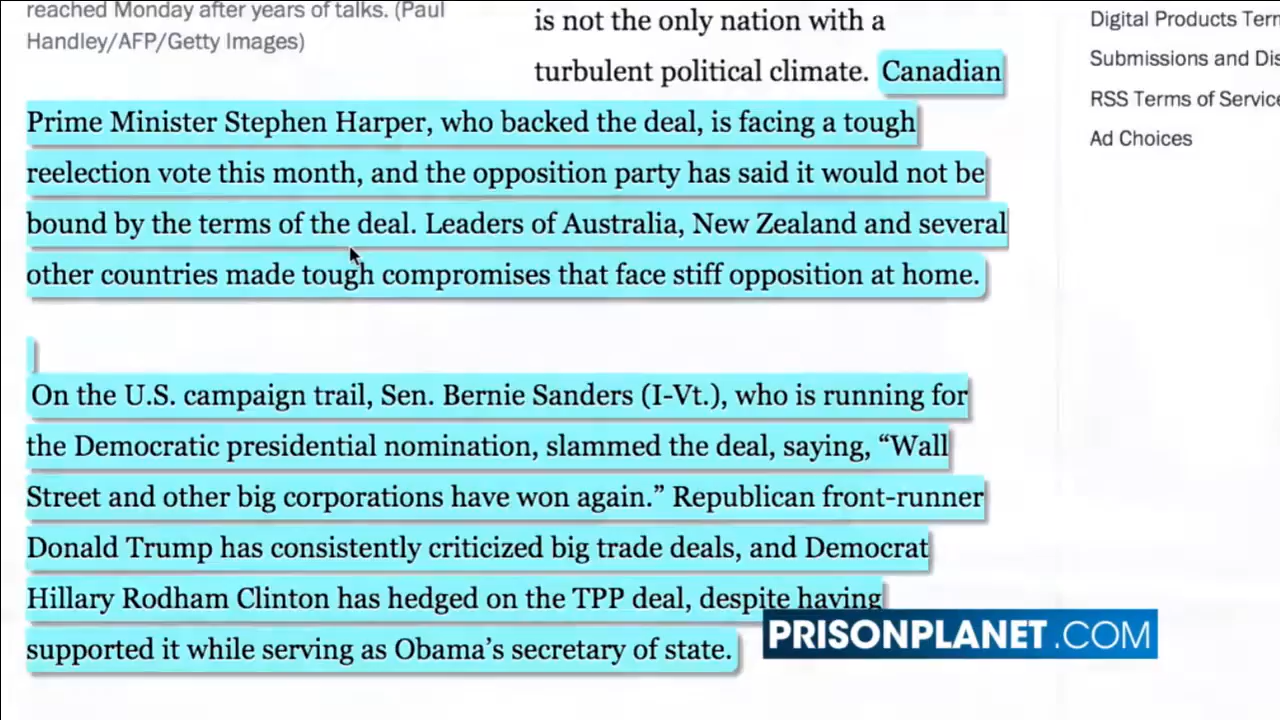 reached Monday after years of talks. (Paul
Handley/AFP/Getty Images)
is not the only nation with a
turbulent political climate. Canadian
Prime Minister Stephen Harper, who backed the deal, is facing a tough
reelection vote this month, and the opposition party has said it would not be
bound by the terms of the deal. Leaders of Australia, New Zealand and several
other countries made tough compromises that face stiff opposition at home.
On the U.S. campaign trail, Sen. Bernie Sanders (I-Vt.), who is running for
the Democratic presidential nomination, slammed the deal, saying, “Wall
Street and other big corporations have won again.” Republican front-runner
Donald Trump has consistently criticized big trade deals, and Democrat
Hillary Rodham Clinton has hedged on the TPP deal, despite having
supported it while serving as Obama’s secretary of state.
Digital Products Tern
Submissions and Dis
RSS Terms of Service
Ad Choices
PRISONPLANET.COM